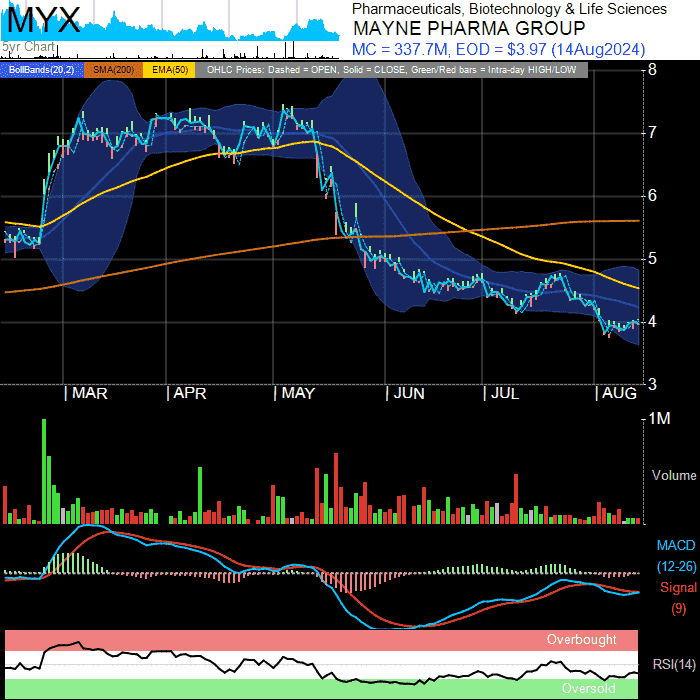 MYX
5yr Chart
Pharmaceuticals, Biotechnology & Life Sciences
MAYNE PHARMA GROUP
MC = 337.7M, EOD = $3.97 (14Aug2024)
BollBands(20,2) SMA(200) EMA(50) OHLC Prices: Dashed = OPEN, Solid = CLOSE, Green/Red bars = Intra-day HIGH/LOW
8
7
6
5
4
3
| MAR | APR | MAY | JUN | JUL | AUG
1M
Volume
MACD
(12-26)
Signal
(9)
Overbought
RSI(14)
Oversold